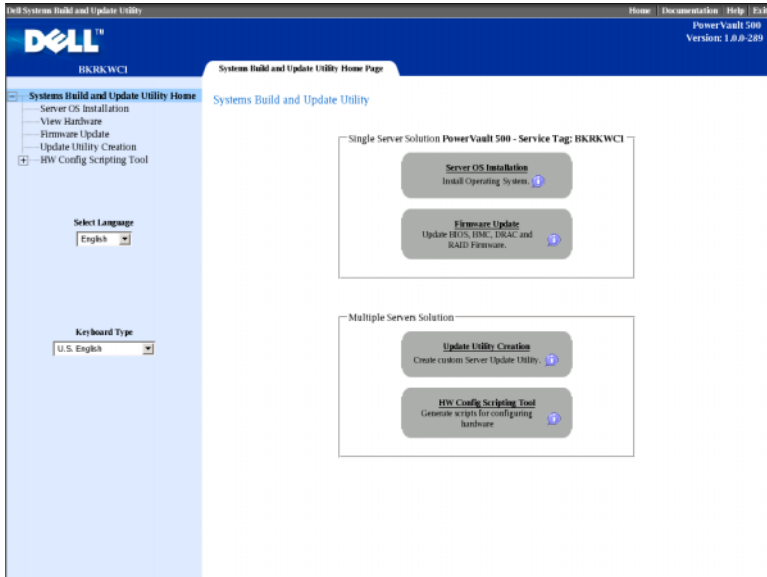 Dell Systems Build and Update Utility
Home Documentation Help Exit
DELL™
PowerVault 500
Version: 1.0.0-289
BKRKWC1
Systems Build and Update Utility Home Page
Systems Build and Update Utility Home
Server OS Installation
View Hardware
Firmware Update
Update Utility Creation
HW Config Scripting Tool
Select Language
English
Keyboard Type
U.S. English
Systems Build and Update Utility
Single Server Solution PowerVault 500 - Service Tag: BKRKWC1
Server OS Installation
Install Operating System.
Firmware Update
Update BIOS, BMC, DRAC and
RAID Firmware.
Multiple Servers Solution
Update Utility Creation
Create custom Server Update Utility.
HW Config Scripting Tool
Generate scripts for configuring
hardware